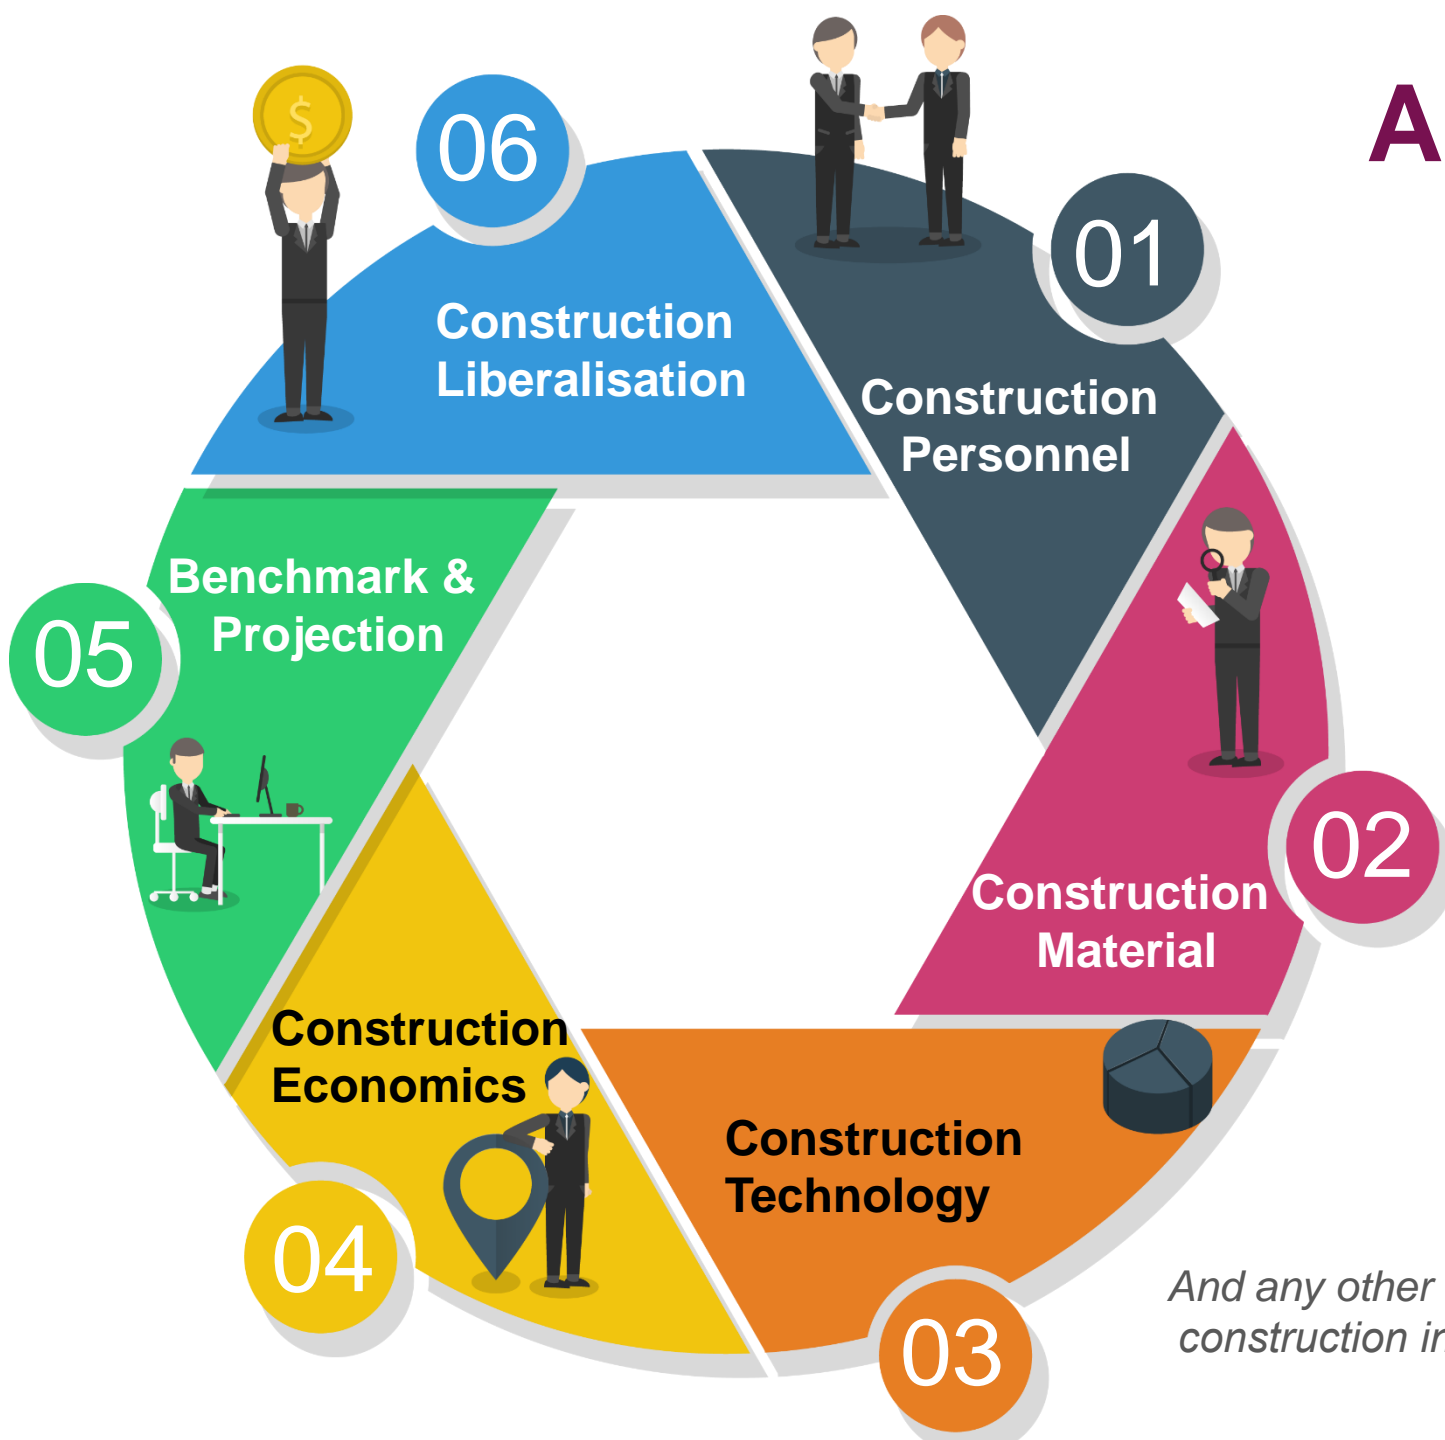 A
06
01
Construction
Liberalisation
Construction
Personnel
Benchmark &
Projection
05
02
Construction
Material
Construction
Economics
Construction
Technology
04
03
And any other
construction
$